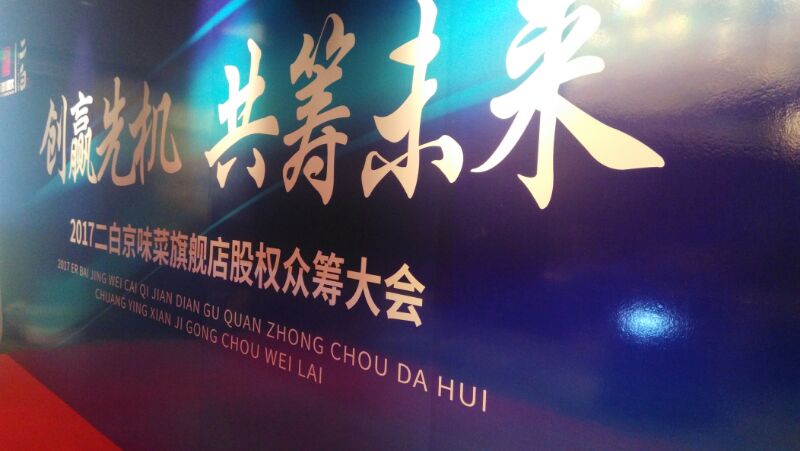 创赢先机 共筹未来
2017二白京味菜旗舰店股权众筹大会
2017 ER BAI JING WEI CAI QI JIAN DIAN GU QUAN ZHONG CHOU DA HUI
CHUANG YING XIAN JI GONG CHOU WEI LAI